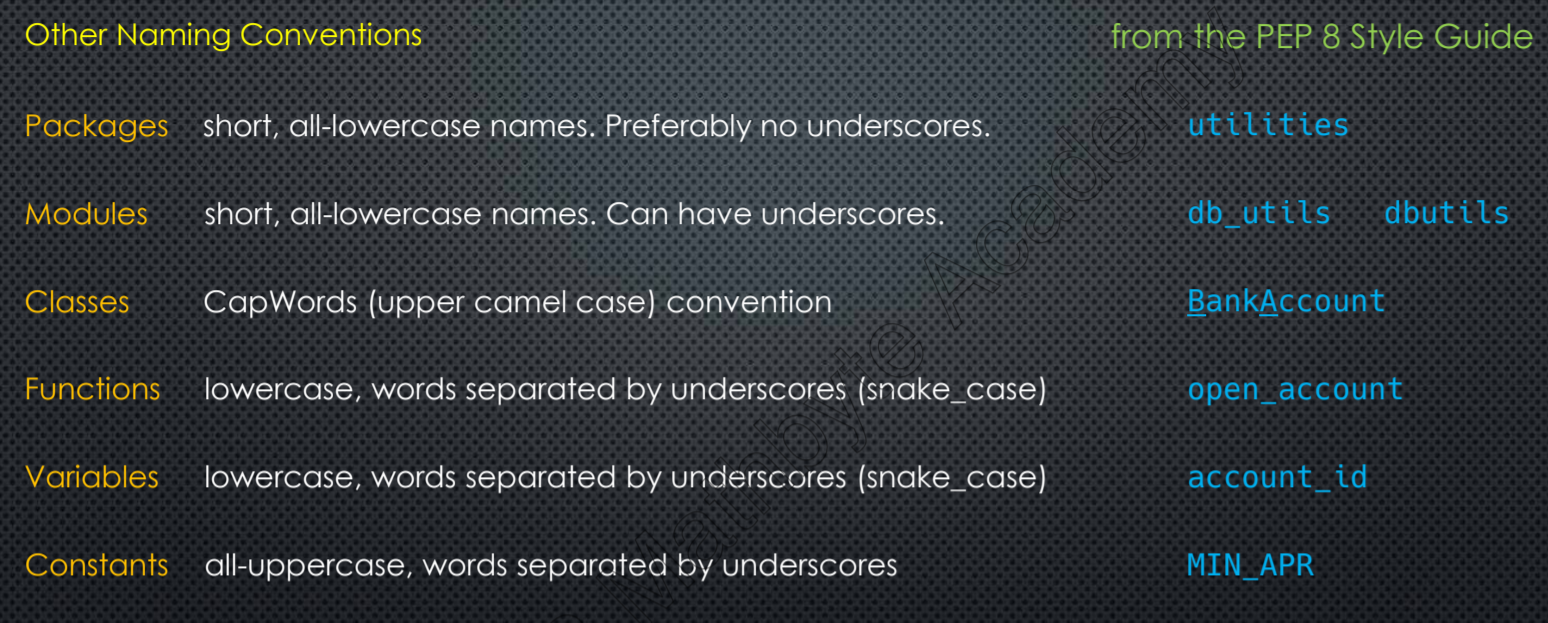 Other Naming Conventions from the PEP 8 Style Guide
Packages short, all-lowercase names. Preferably no underscores. utilities
Modules short, all-lowercase names. Can have underscores. db_utils dbutils
Classes CapWords (upper camel case) convention BankAccount
Functions lowercase, words separated by underscores (snake_case) open_account
Variables lowercase, words separated by underscores (snake_case) account_id
Constants all-uppercase, words separated by underscores MIN_APR
Academy